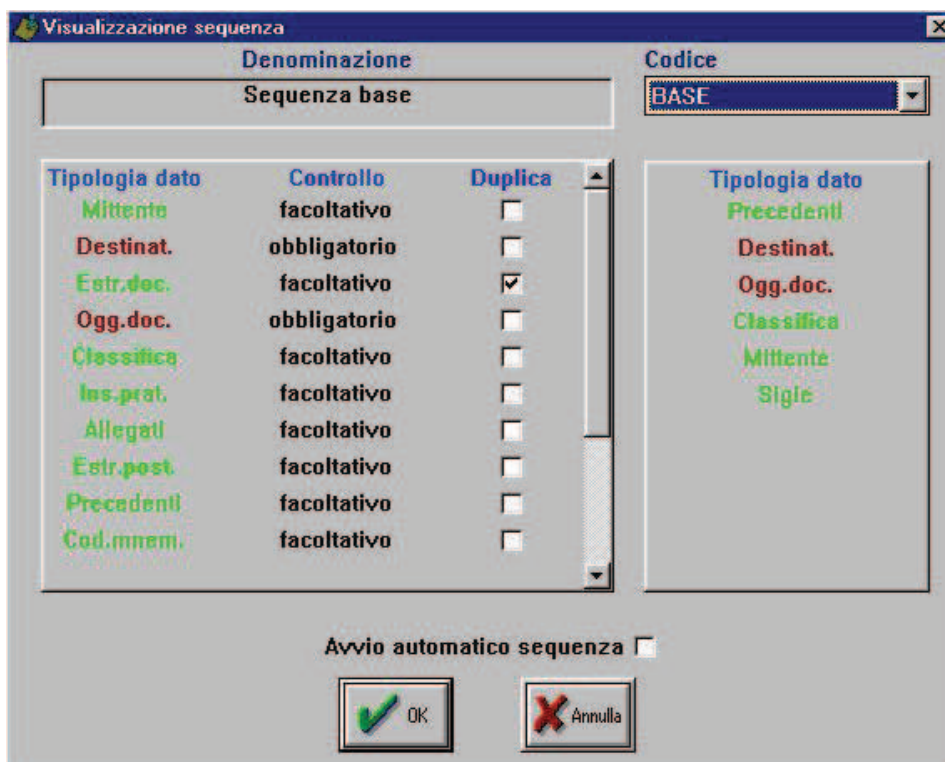 Visualizzazione sequenza
Denominazione
Codice
Sequenza base
BASE
Tipologia dato Controllo Duplica
Mittente facoltativo
Destinat. obbligatorio
Estr.doc. facoltativo
Ogg.doc. obbligatorio
Classifica facoltativo
Ins.prat. facoltativo
Allegati facoltativo
Estr.post. facoltativo
Precedenti facoltativo
Cod.mnem. facoltativo
Tipologia dato
Precedenti
Destinat.
Ogg.doc.
Classifica
Mittente
Sigle
Avvio automatico sequenza
OK
Annulla